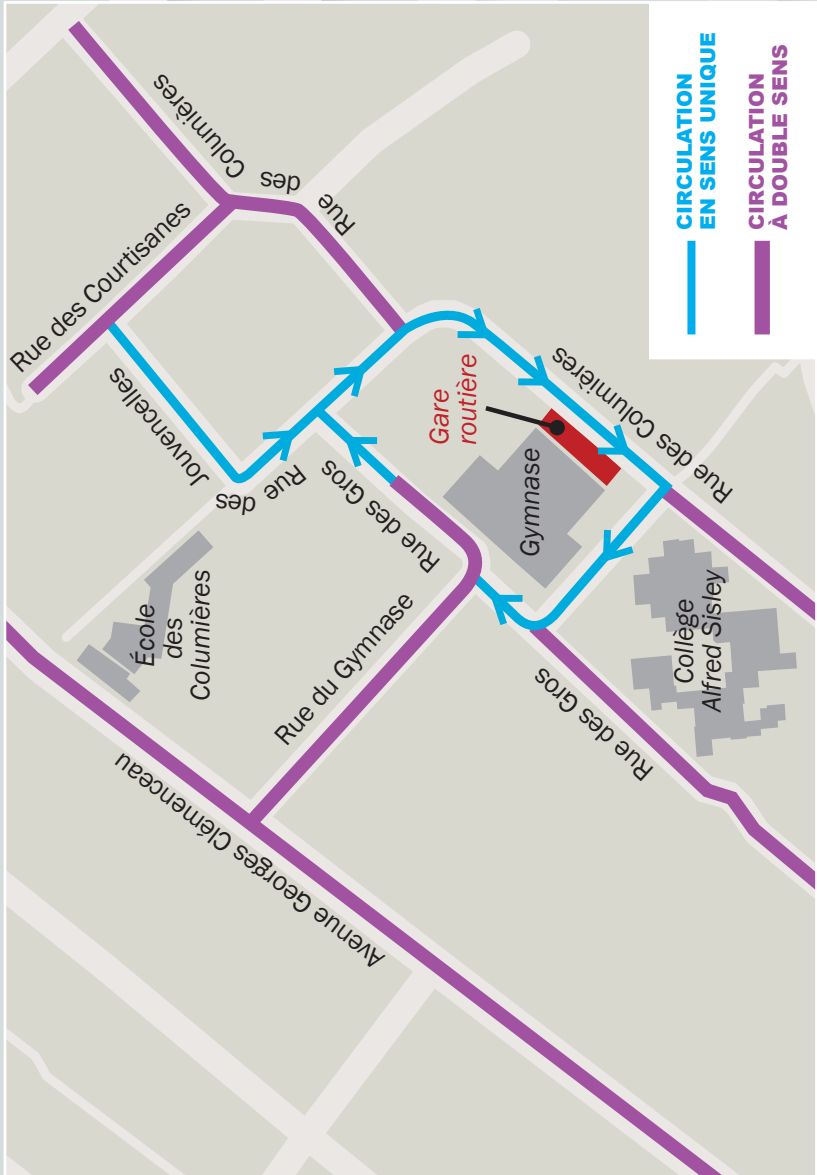 Rue des Courtisanes
Columières
des
Rue
Jouvencelles
des
Rue
Rue des Gros
École
des
Columières
Rue du Gymnase
Avenue Georges Clémenceau
Gare
routière
Gymnase
Rue des Columières
Rue des Gros
Collège
Alfred Sisley
CIRCULATION
EN SENS UNIQUE
CIRCULATION
À DOUBLE SENS